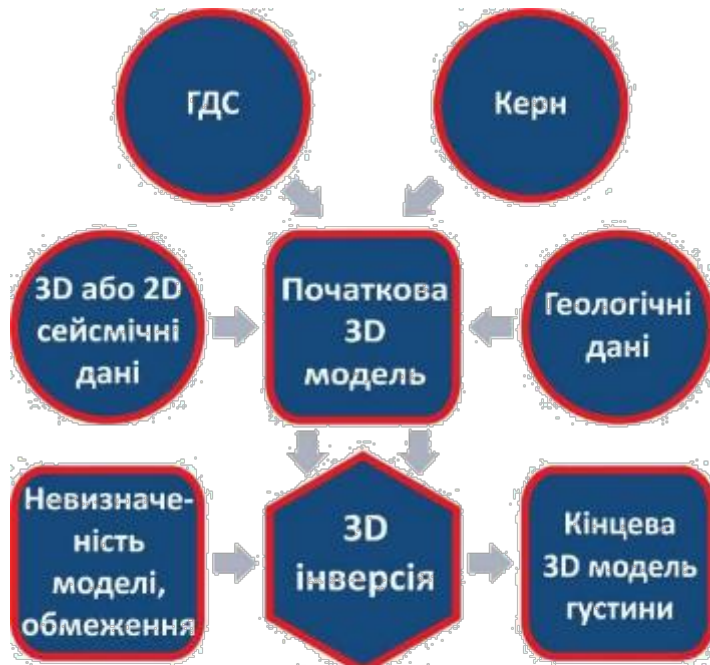 ГДС
Керн
3D або 2D
сейсмічні
дані
Початкова
3D
модель
Геологічні
дані
Невизначе-
ність
моделі,
обмеження
3D
інверсія
Кінцева
3D модель
густини